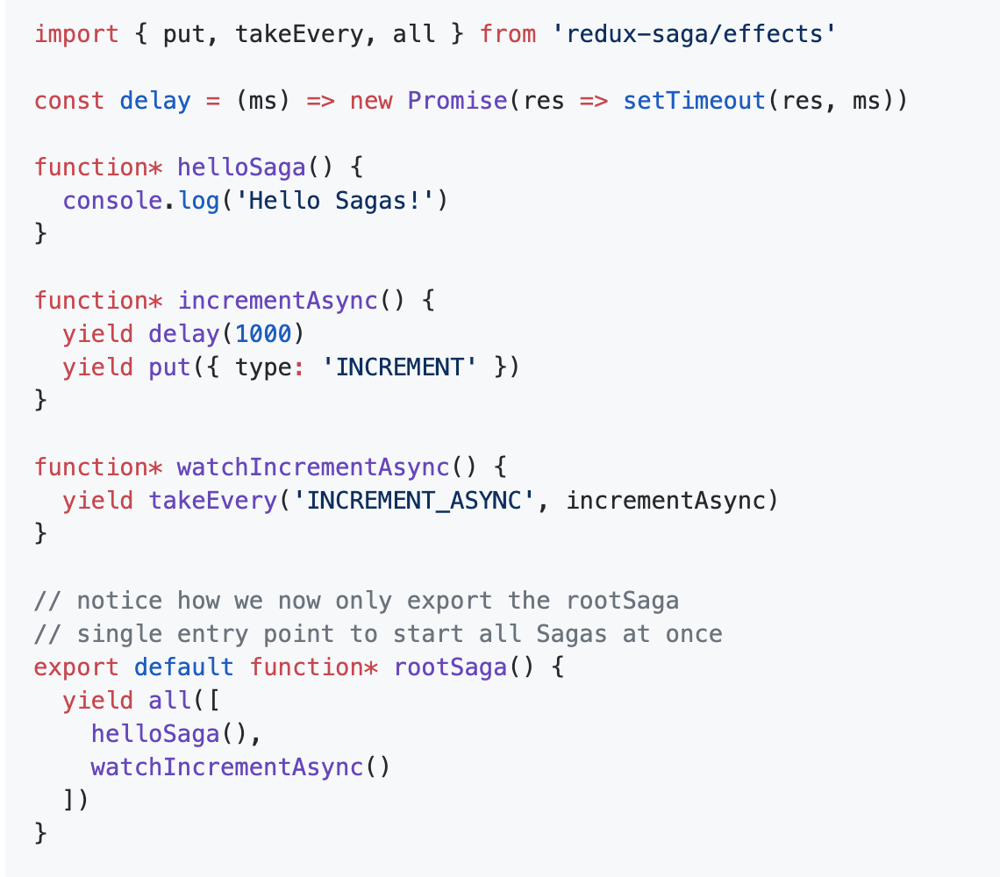 import { put, takeEvery, all } from 'redux-saga/effects'

const delay = (ms) => new Promise(res => setTimeout(res, ms))

function* helloSaga() {
  console.log('Hello Sagas!')
}

function* incrementAsync() {
  yield delay(1000)
  yield put({ type: 'INCREMENT' })
}

function* watchIncrementAsync() {
  yield takeEvery('INCREMENT_ASYNC', incrementAsync)
}

// notice how we now only export the rootSaga
// single entry point to start all Sagas at once
export default function* rootSaga() {
  yield all([
    helloSaga(),
    watchIncrementAsync()
  ])
}